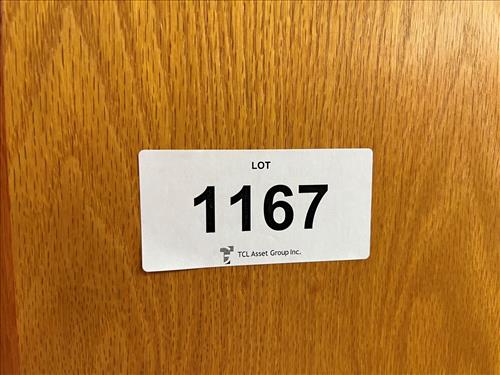 LOT
1167
TCL Asset Group Inc.